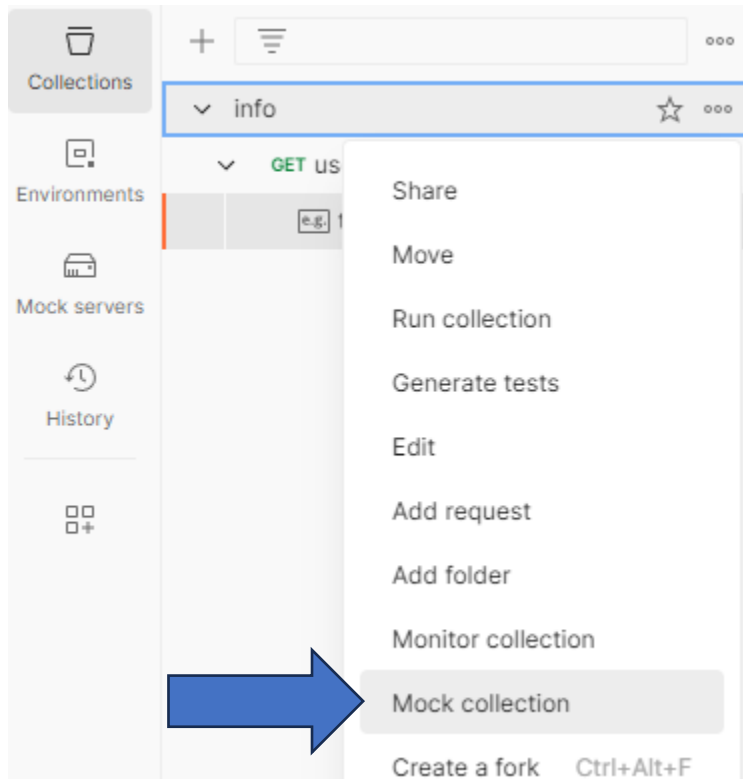 Collections
info
GET us
e.g.
Environments
Mock servers
History
Share
Move
Run collection
Generate tests
Edit
Add request
Add folder
Monitor collection
Mock collection
Create a fork Ctrl+Alt+F